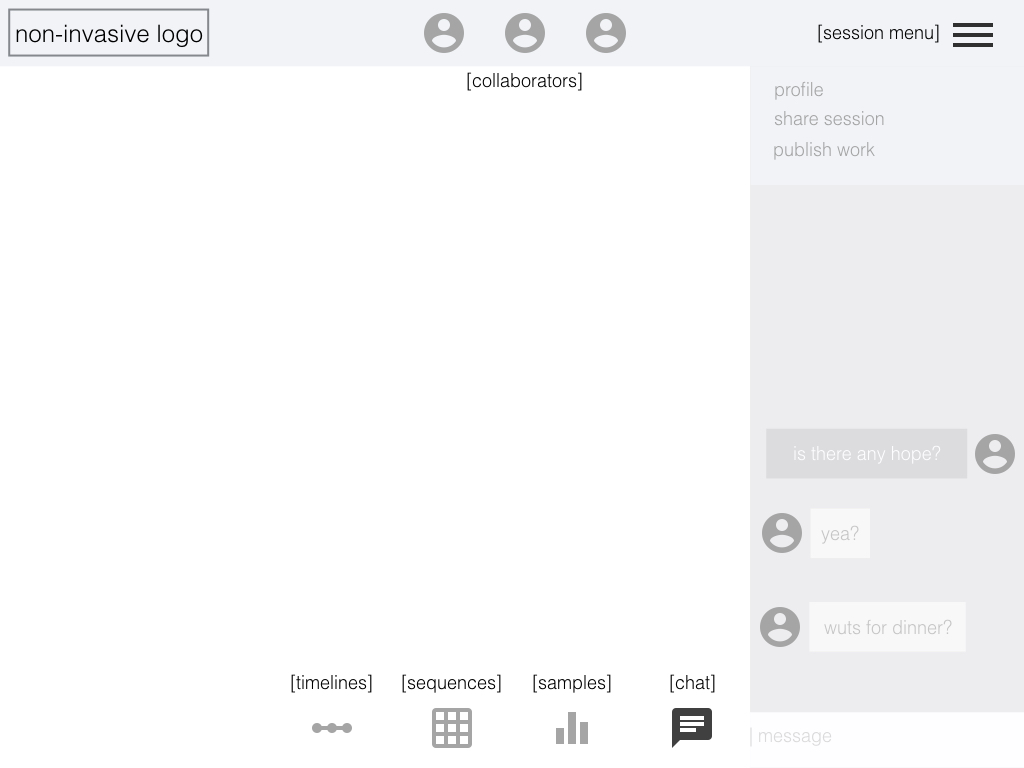 non-invasive logo
[session menu]
[collaborators]
profile
share session
publish work
is there any hope?
yea?
wuts for dinner?
[timelines]
[sequences]
[samples]
[chat]
message